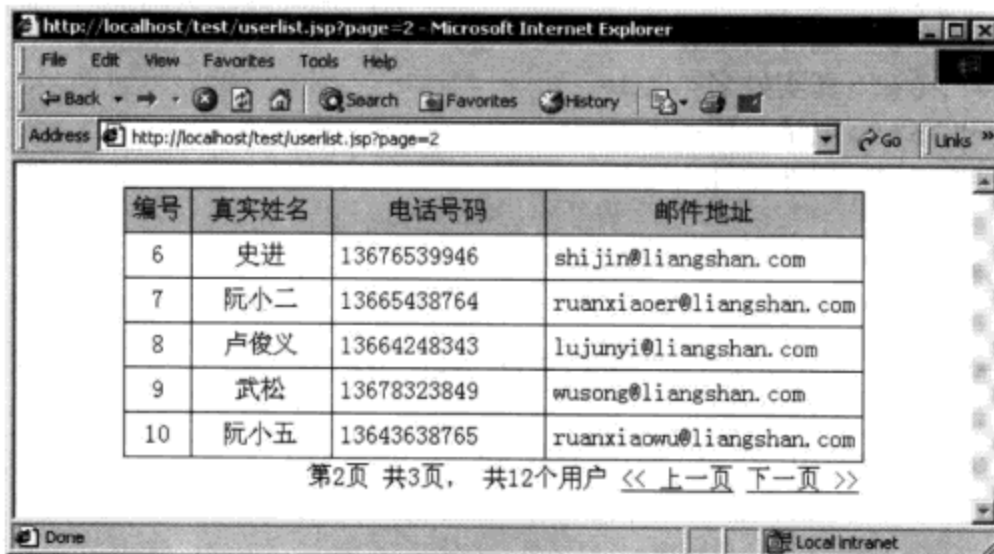 http://localhost/test/userlist.jsp?page=2 - Microsoft Internet Explorer
File Edit View Favorites Tools Help
Back Search Favorites History
Address http://localhost/test/userlist.jsp?page=2 Go Links »
编号 真实姓名 电话号码 邮件地址
6 史进 13676539946 shijin@liangshan.com
7 阮小二 13665438764 ruanxiaoer@liangshan.com
8 卢俊义 13664248343 lujunyi@liangshan.com
9 武松 13678323849 wusong@liangshan.com
10 阮小五 13643638765 ruanxiaowu@liangshan.com
第2页 共3页, 共12个用户 << 上一页 下一页 >>
Done Local intranet